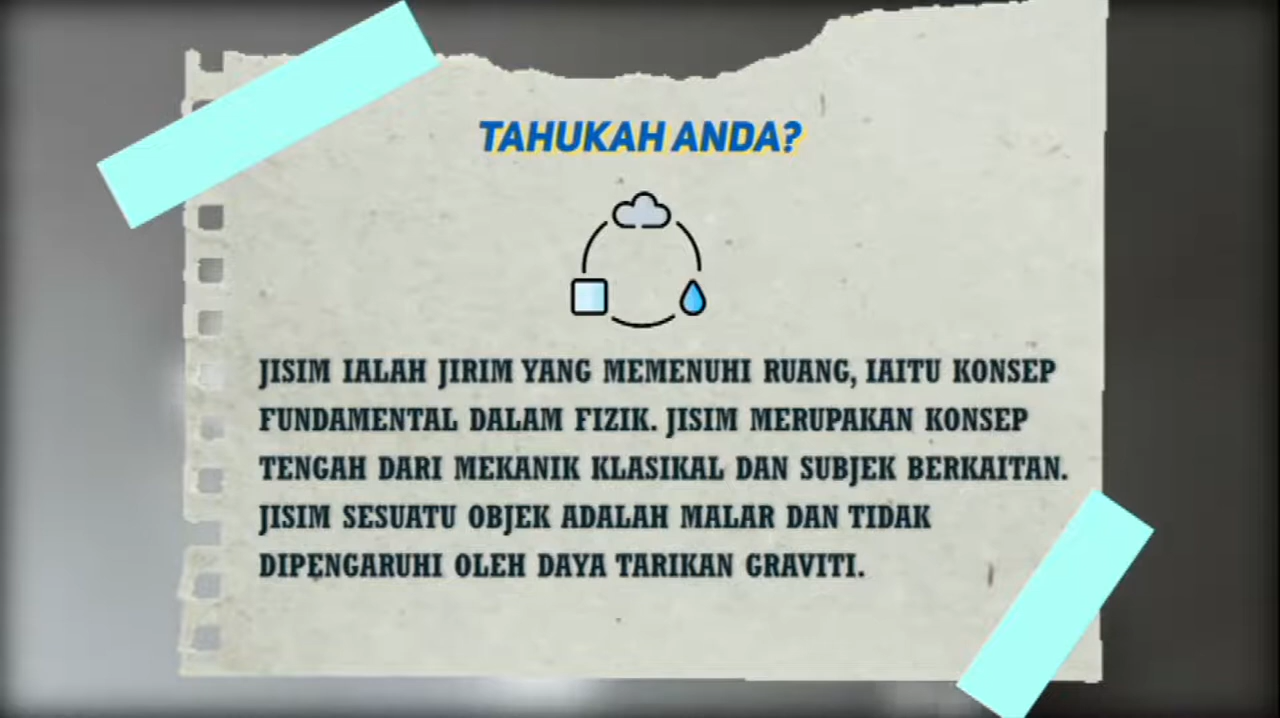 TAHUKAH ANDA?
JISIM IALAH JIRIM YANG MEMENUHI RUANG, IAITU KONSEP
FUNDAMENTAL DALAM FIZIK. JISIM MERUPAKAN KONSEP
TENGAH DARI MEKANIK KLASIKAL DAN SUBJEK BERKAITAN.
JISIM SESUATU OBJEK ADALAH MALAR DAN TIDAK
DIPENGARUHI OLEH DAYA TARIKAN GRAVITI.